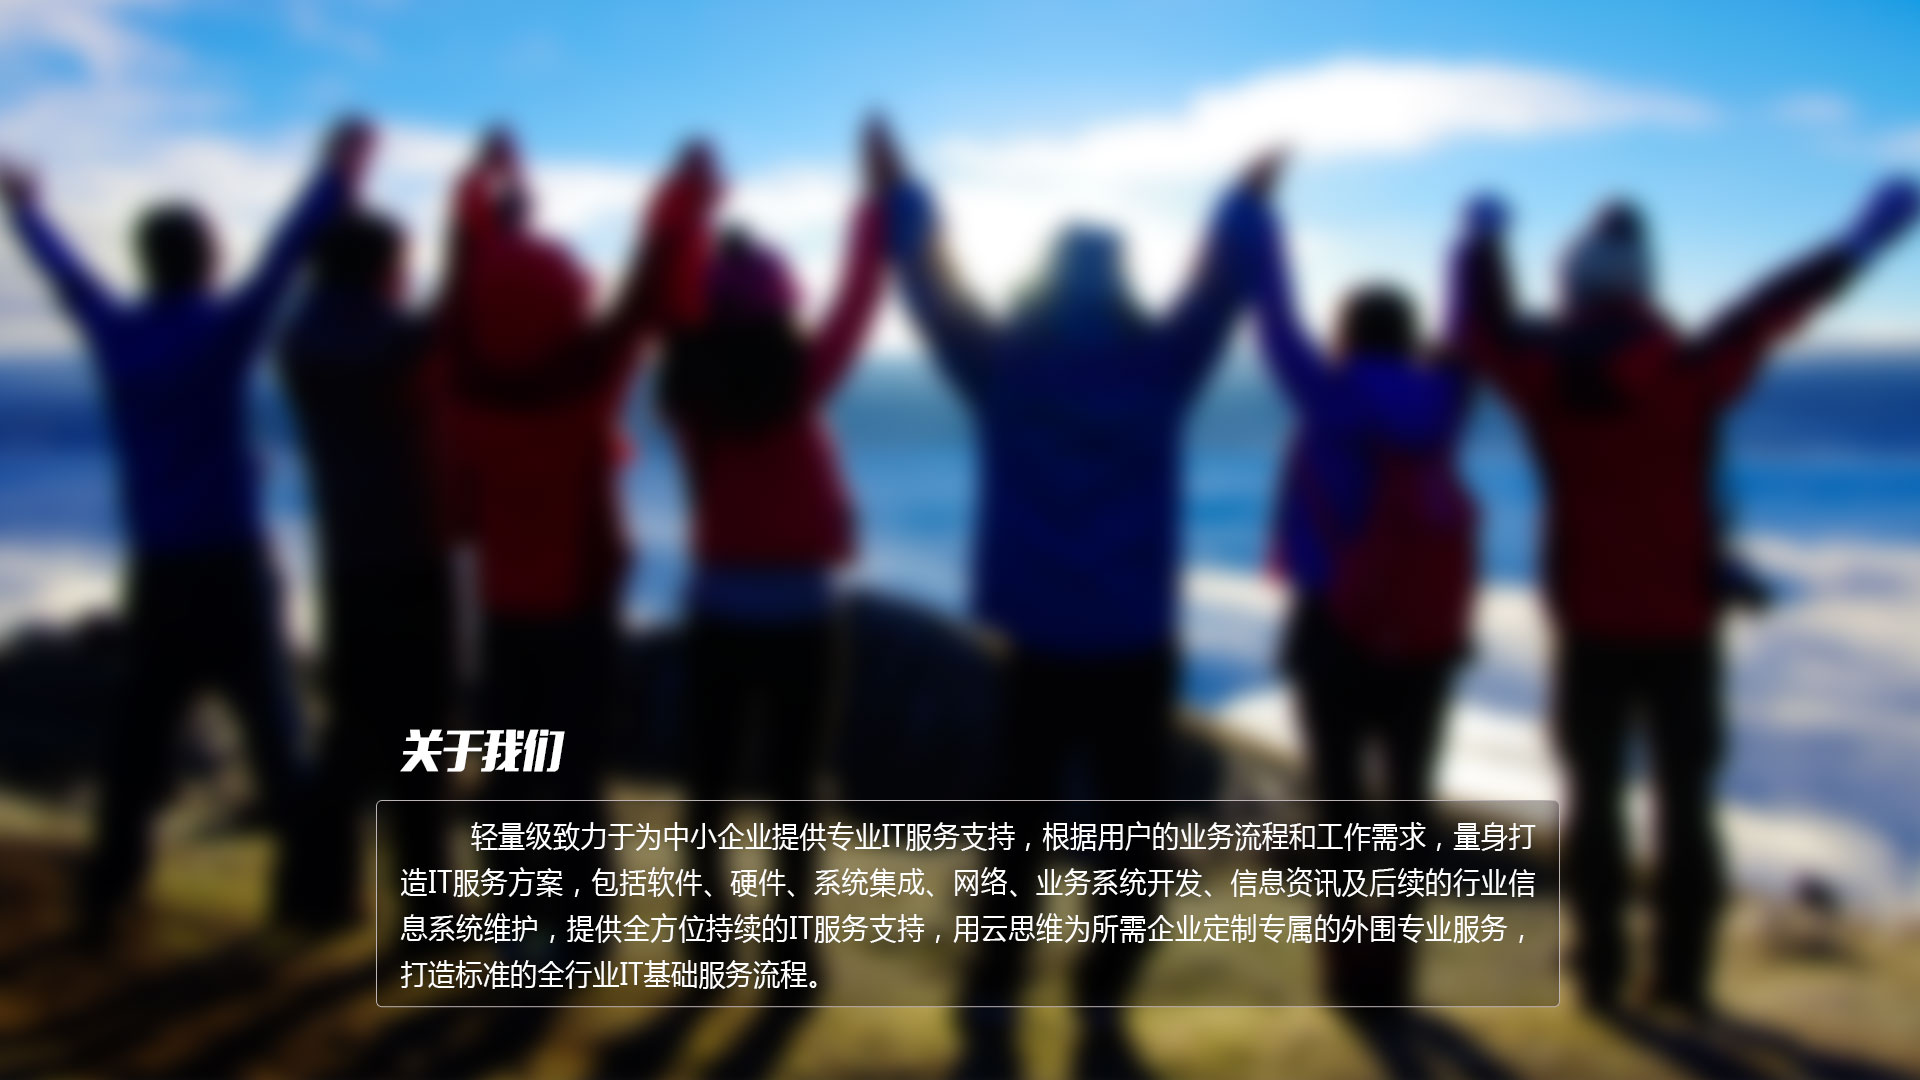 关于我们
轻量级致力于为中小企业提供专业IT服务支持，根据用户的业务流程和工作需求，量身打
造IT服务方案，包括软件、硬件、系统集成、网络、业务系统开发、信息资讯及后续的行业信
息系统维护，提供全方位持续的IT服务支持，用云思维为所需企业定制专属的外围专业服务，
打造标准的全行业IT基础服务流程。